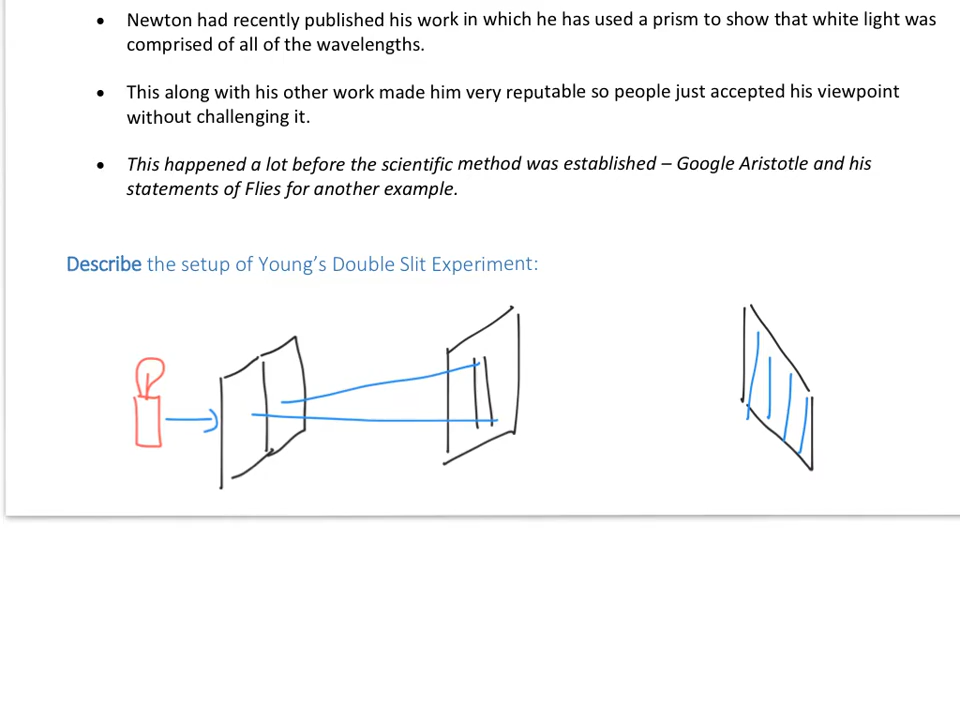 • Newton had recently published his work in which he has used a prism to show that white light was
comprised of all of the wavelengths.
• This along with his other work made him very reputable so people just accepted his viewpoint
without challenging it.
• This happened a lot before the scientific method was established – Google Aristotle and his
statements of Flies for another example.
Describe the setup of Young's Double Slit Experiment: